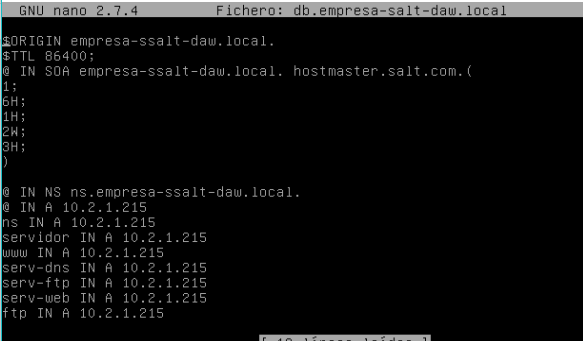 GNU nano 2.7.4 Fichero: db.empresa-salt-daw.local
$ORIGIN empresa-ssalt-daw.local.
$TTL 86400;
@ IN SOA empresa-salt-daw.local. hostmaster.salt.com.(
1;
6H;
1H;
2W;
3H;
)
@ IN NS ns.empresa-ssalt-daw.local.
@ IN A 10.2.1.215
ns IN A 10.2.1.215
servidor IN A 10.2.1.215
www IN A 10.2.1.215
serv-dns IN A 10.2.1.215
serv-ftp IN A 10.2.1.215
serv-web IN A 10.2.1.215
ftp IN A 10.2.1.215